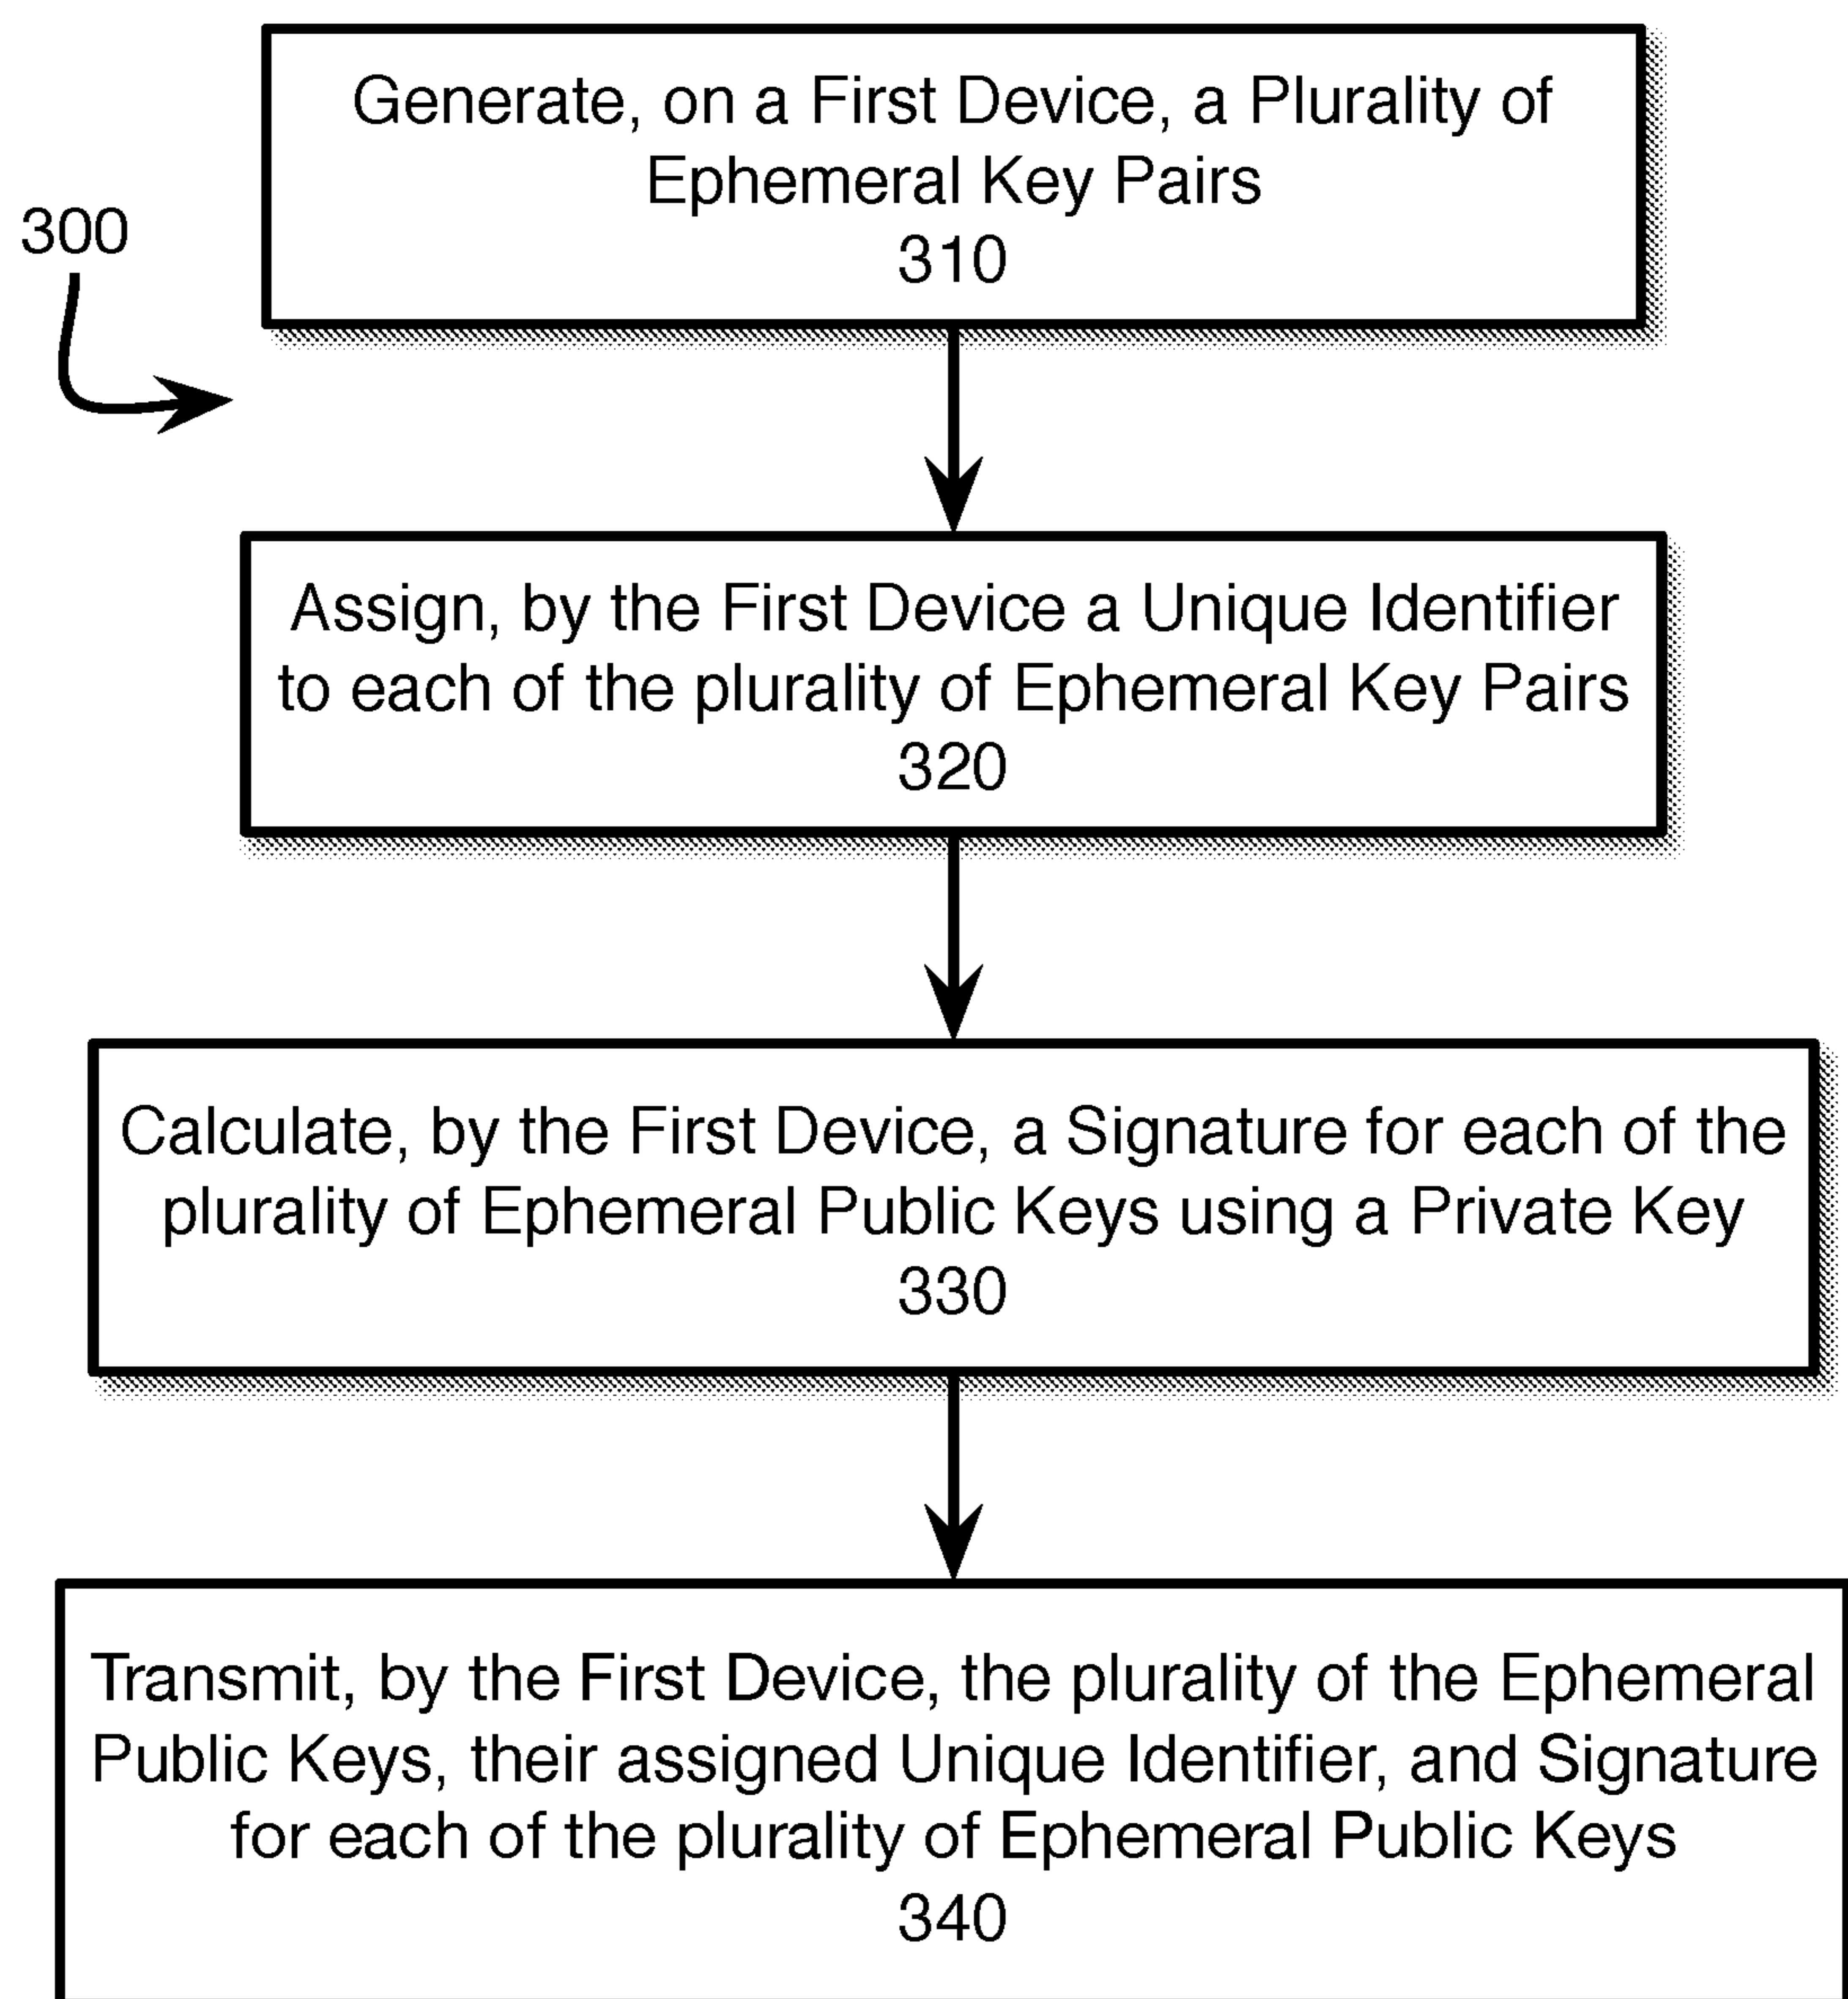 Generate, on a First Device, a Plurality of
Ephemeral Key Pairs
310
300
Assign, by the First Device a Unique Identifier
to each of the plurality of Ephemeral Key Pairs
320
Calculate, by the First Device, a Signature for each of the
plurality of Ephemeral Public Keys using a Private Key
330
Transmit, by the First Device, the plurality of the Ephemeral
Public Keys, their assigned Unique Identifier, and Signature
for each of the plurality of Ephemeral Public Keys
340